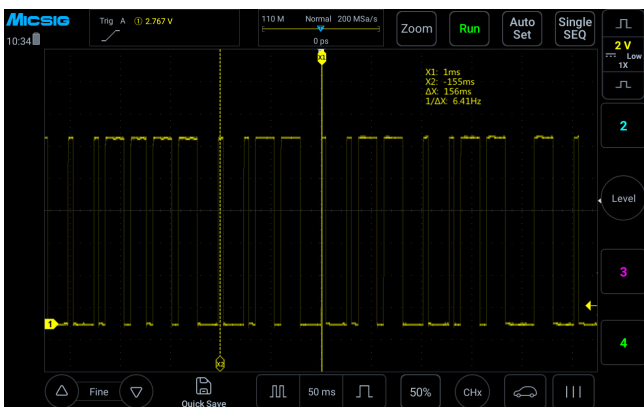 Micsig
10:34
Trig A ① 2.767 V
110 M Normal 200 MSa/s
0 ps
Zoom
Run
Auto Set
Single SEQ
2 V
Low
1X
X1
X1: 1ms
X2: -155ms
ΔX: 156ms
1/ΔX: 6.41Hz
2
Level
3
1
4
X2
Fine
Quick Save
50 ms
50%
CHx